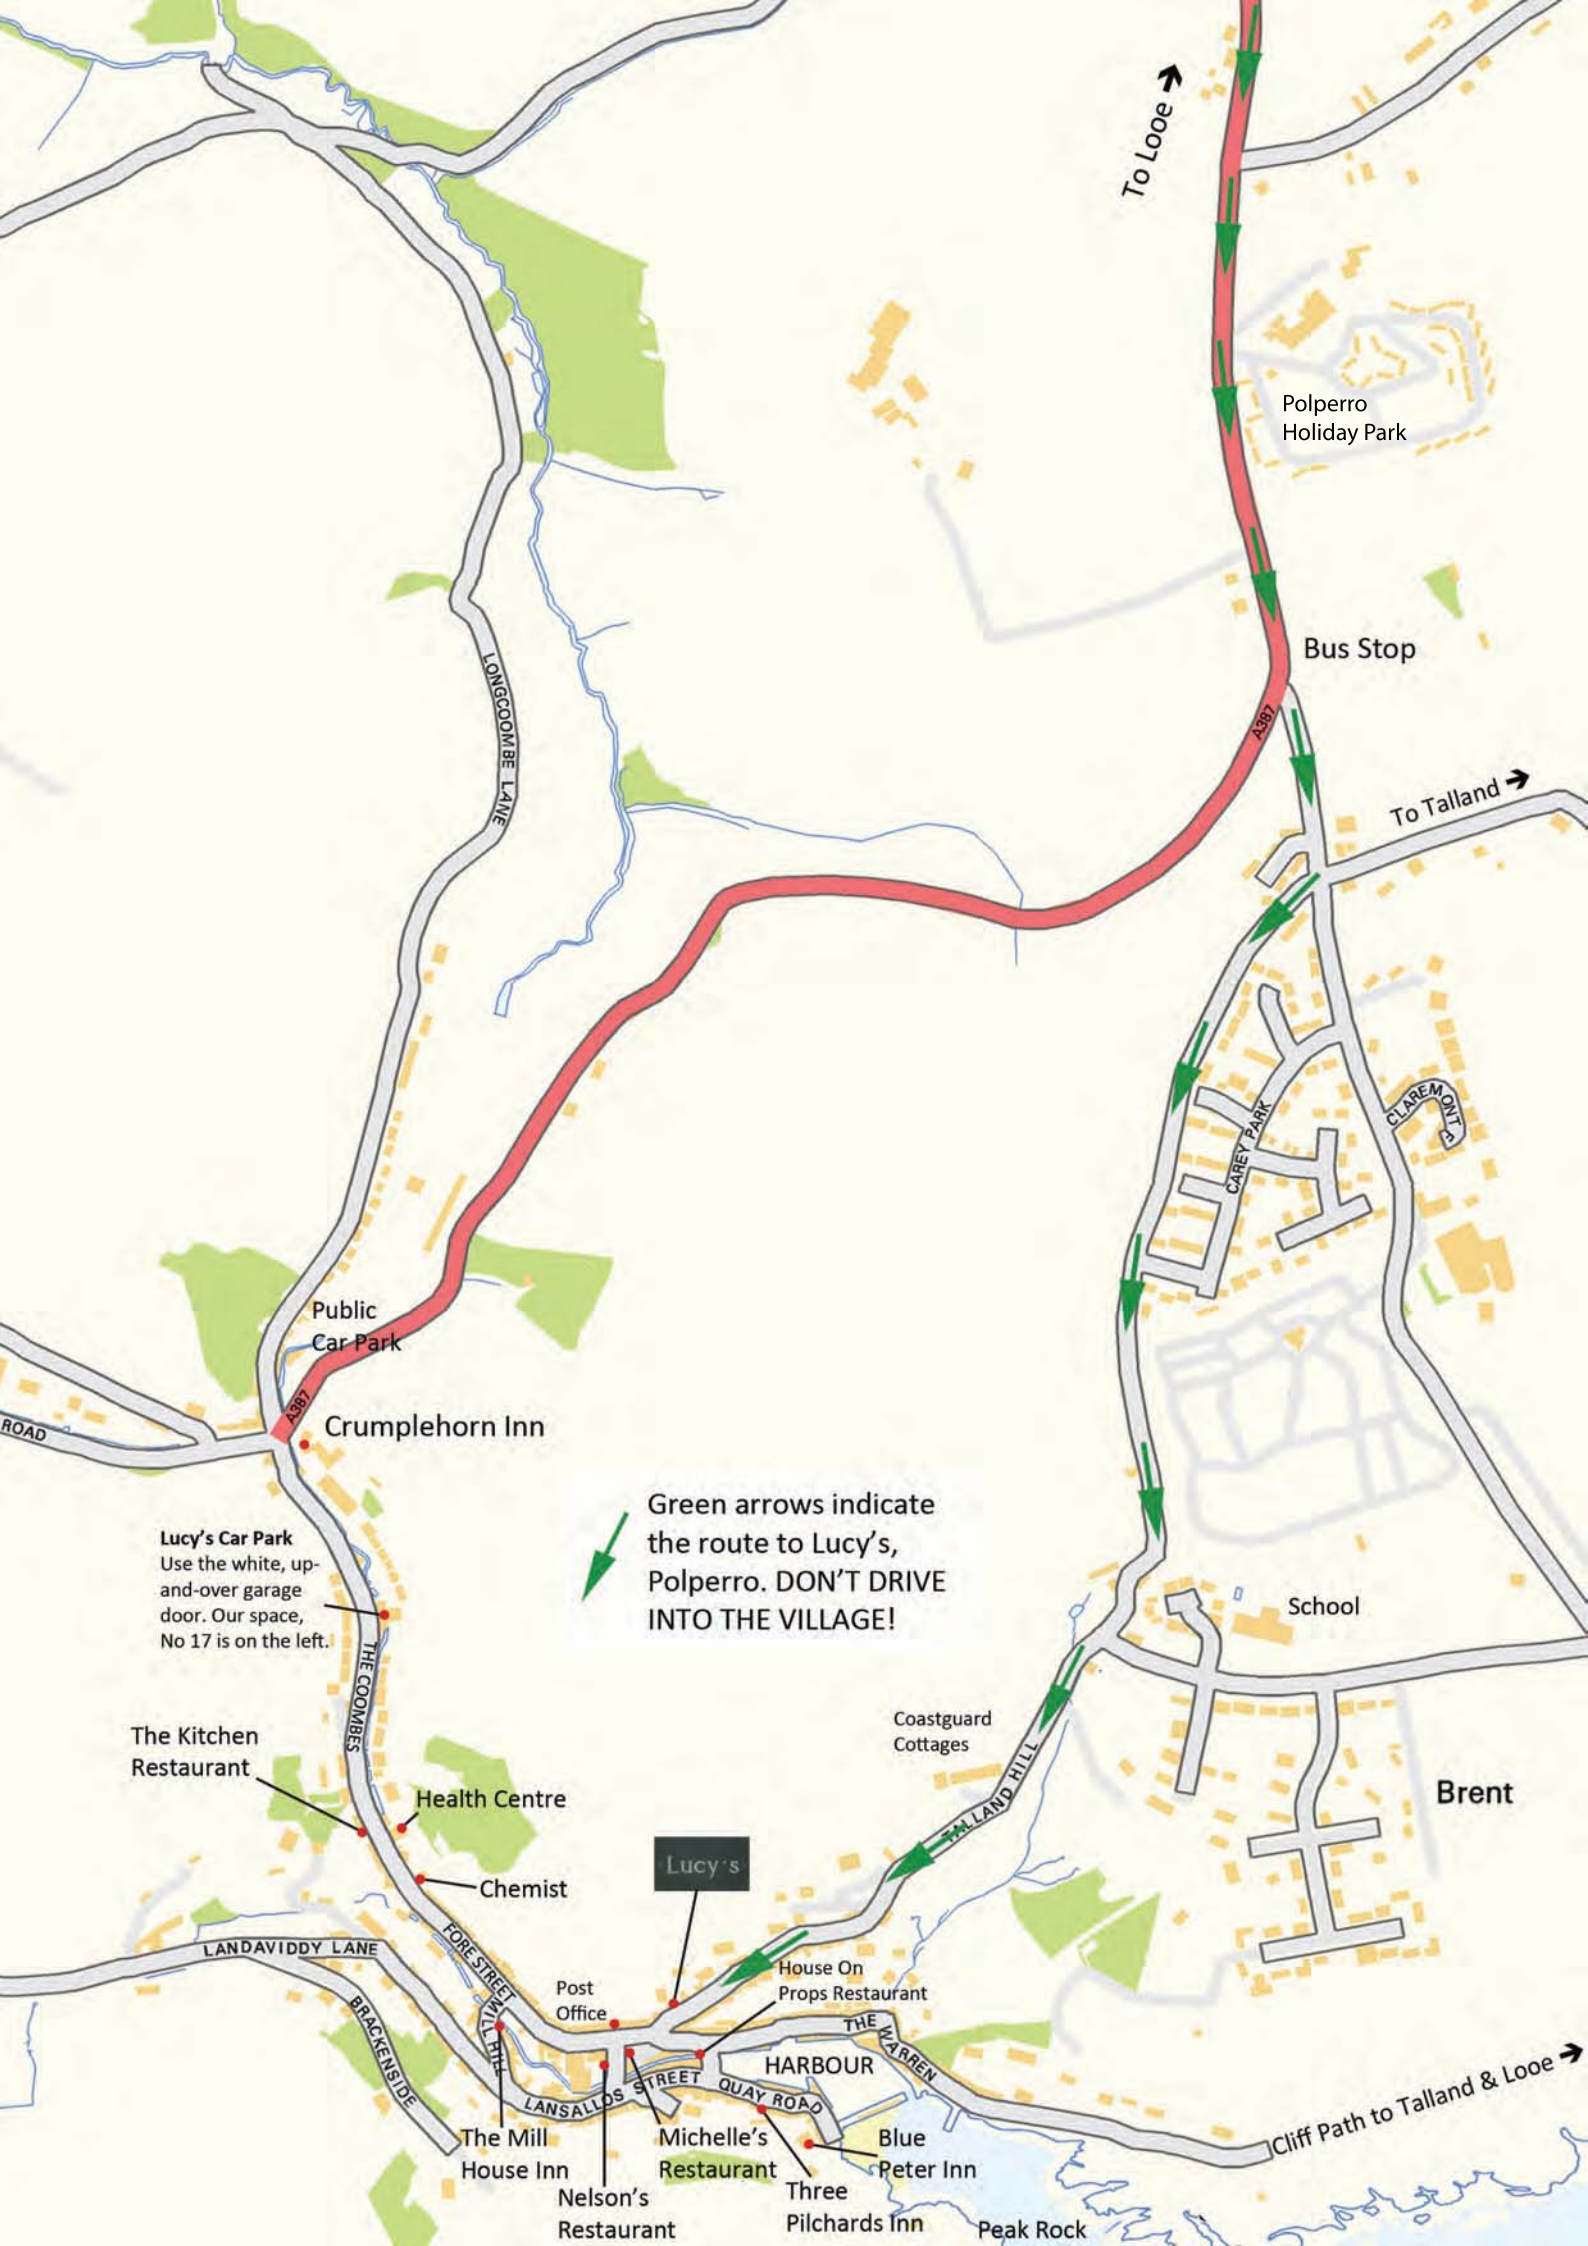 To Looe
Polperro
Holiday Park
Bus Stop
LONGCOOMBE LANE
A387
To Talland
CAREY PARK
CLAREMONT
Public
Car Park
A387
Crumplehorn Inn
ROAD
Green arrows indicate
the route to Lucy's,
Polperro. DON'T DRIVE
INTO THE VILLAGE!
Lucy's Car Park
Use the white, up-
and-over garage
door. Our space,
No 17 is on the left.
School
THE COOMBES
Coastguard
Cottages
The Kitchen
Restaurant
TALLAND HILL
Brent
Health Centre
Lucy's
Chemist
FORE STREET
LANDAVIDDY LANE
House On
Props Restaurant
Post
Office
MILL HILL
BRACKENSIDE
THE WARREN
HARBOUR
LANSALLOS STREET
QUAY ROAD
Cliff Path to Talland & Looe
The Mill
House Inn
Michelle's
Restaurant
Blue
Peter Inn
Nelson's
Restaurant
Three
Pilchards Inn
Peak Rock